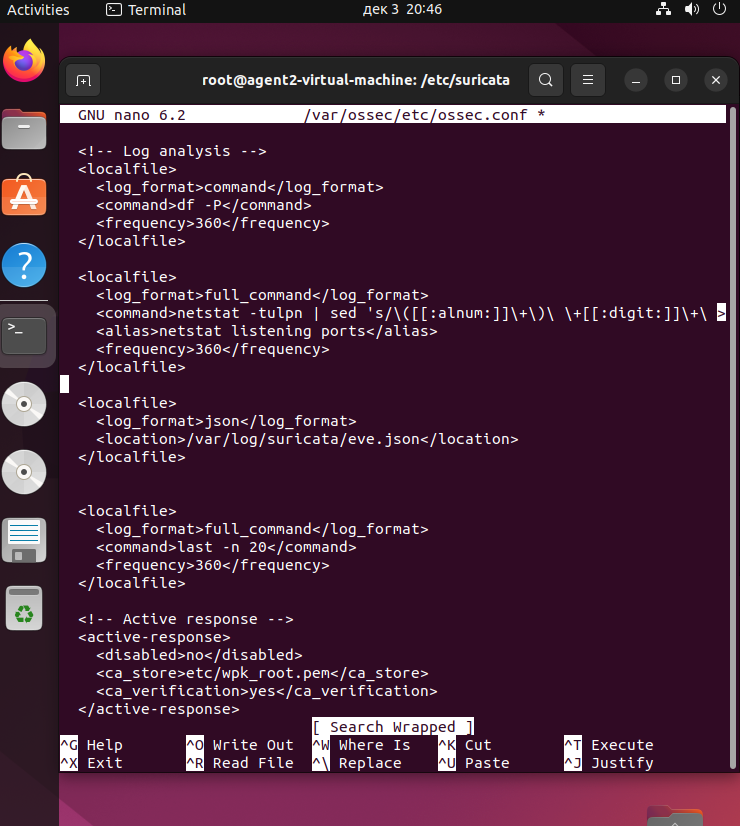 Activities
Terminal
дек 3 20:46
root@agent2-virtual-machine: /etc/suricata
GNU nano 6.2 /var/ossec/etc/ossec.conf *
<!-- Log analysis -->
<localfile>
<log_format>command</log_format>
<command>df -P</command>
<frequency>360</frequency>
</localfile>
<localfile>
<log_format>full_command</log_format>
<command>netstat -tulpn | sed 's/\([[:alnum:]]\+\)\ \+[[:digit:]]\+\ >
<alias>netstat listening ports</alias>
<frequency>360</frequency>
</localfile>
<localfile>
<log_format>json</log_format>
<location>/var/log/suricata/eve.json</location>
</localfile>
<localfile>
<log_format>full_command</log_format>
<command>last -n 20</command>
<frequency>360</frequency>
</localfile>
<!-- Active response -->
<active-response>
<disabled>no</disabled>
<ca_store>etc/wpk_root.pem</ca_store>
<ca_verification>yes</ca_verification>
</active-response>
[ Search Wrapped ]
^G Help ^O Write Out ^W Where Is ^K Cut ^T Execute
^X Exit ^R Read File ^\ Replace ^U Paste ^J Justify